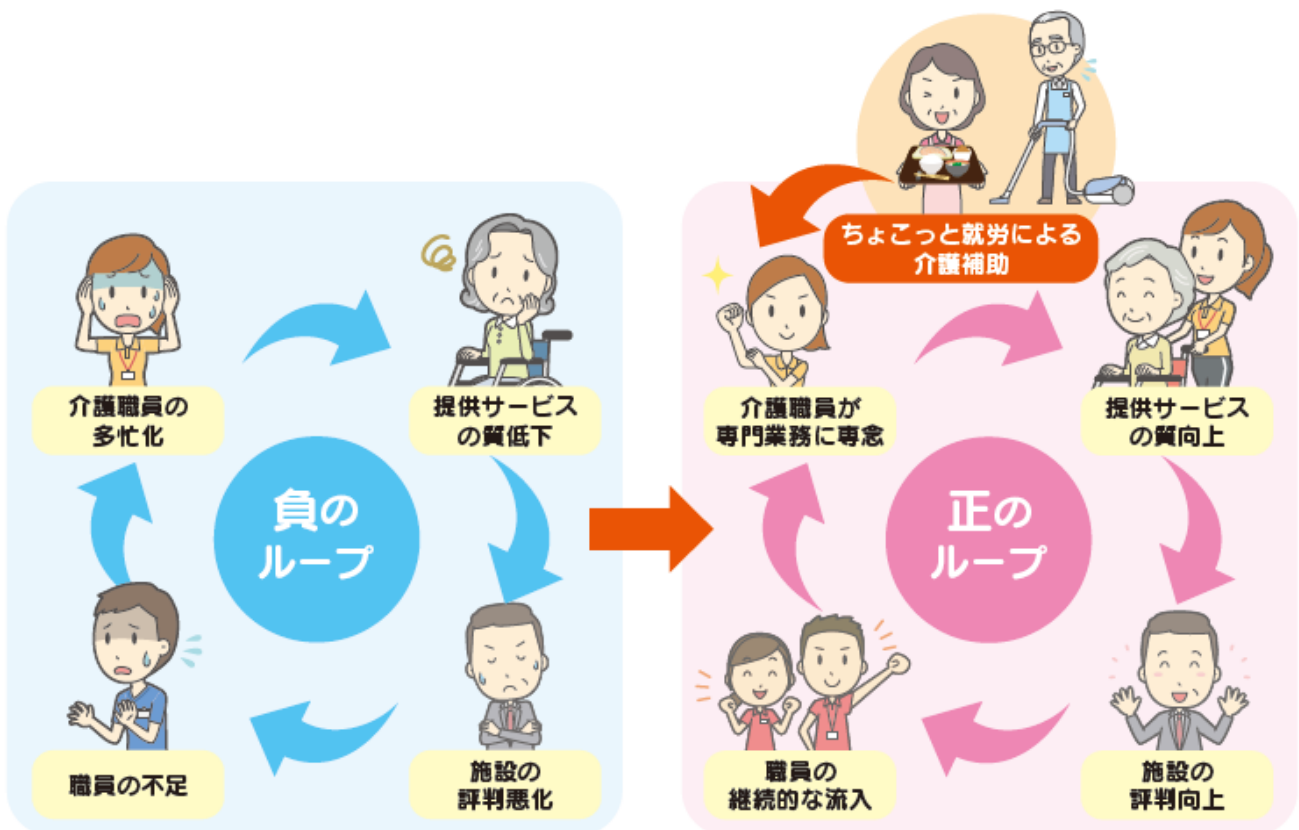 介護職員の
多忙化
提供サービス
の質低下
負の
ループ
職員の不足
施設の
評判悪化
ちょこっと就労による
介護補助
介護職員が
専門業務に専念
提供サービス
の質向上
正の
ループ
職員の
継続的な流入
施設の
評判向上